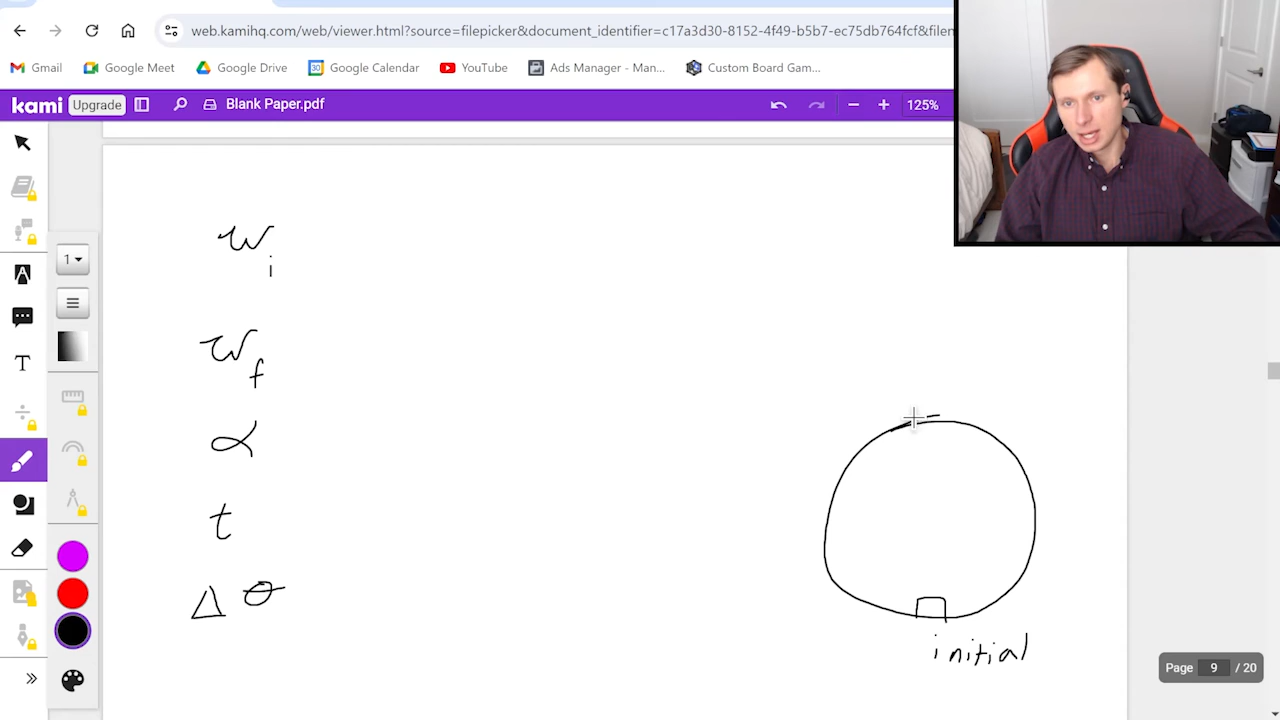 web.kamihq.com/web/viewer.html?source=filepicker&document_identifier=c17a3d30-8152-4f49-b5b7-ec75db764fcf&filen
Gmail Google Meet Google Drive 30 Google Calendar YouTube Ads Manager - Man... Custom Board Gam...
kami Upgrade Blank Paper.pdf 125%
ω i
1
ω f
α
T
t
Δ θ
initial
Page 9 / 20